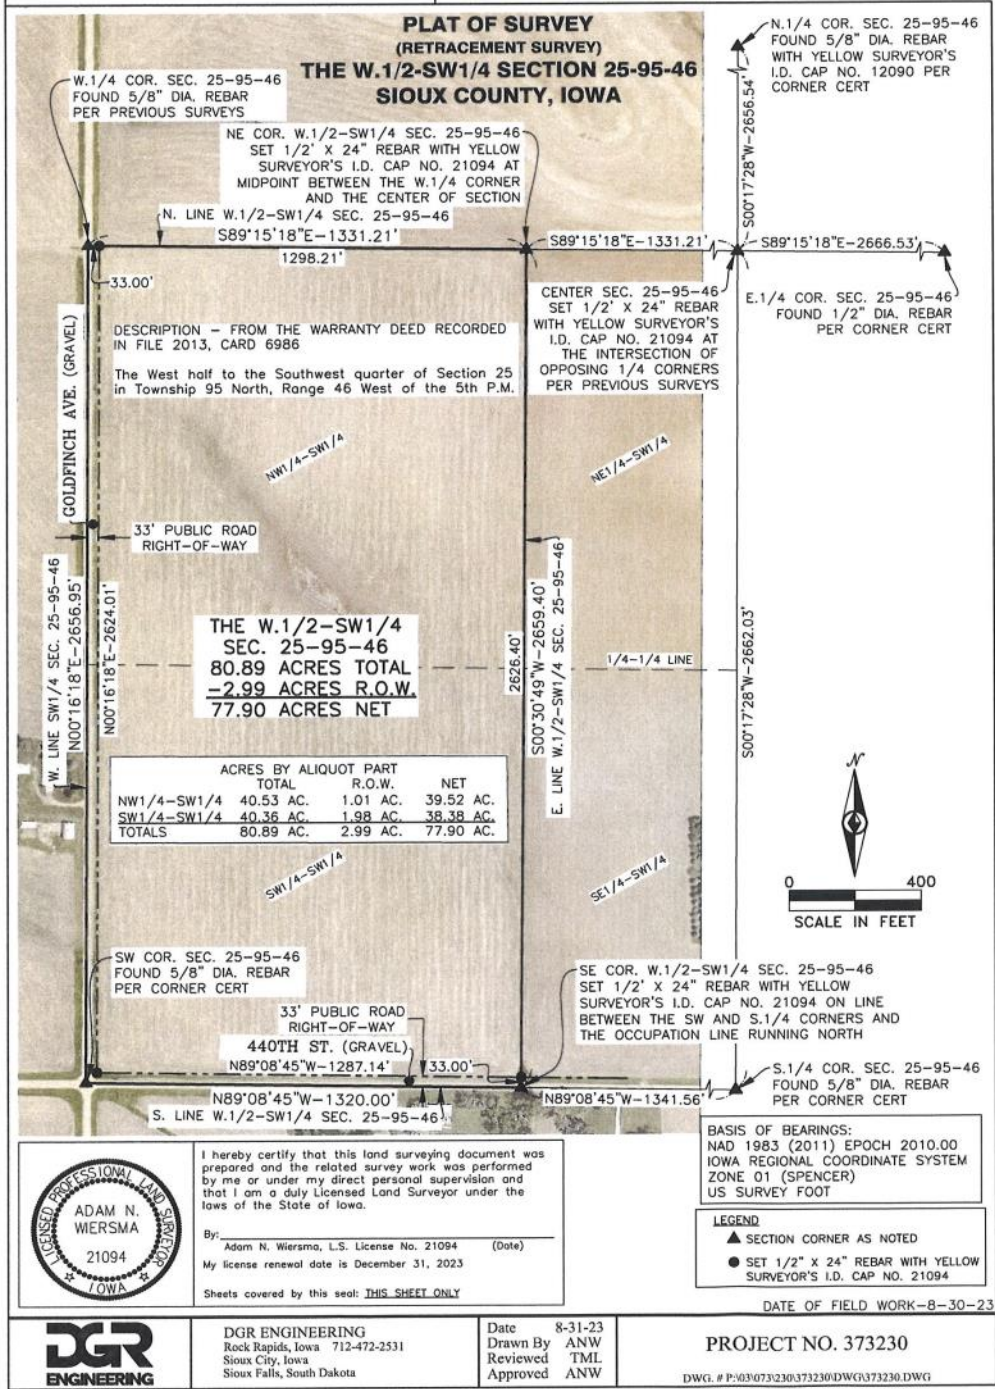 PLAT OF SURVEY
(RETRACEMENT SURVEY)
THE W.1/2-SW1/4 SECTION 25-95-46
SIOUX COUNTY, IOWA
N.1/4 COR. SEC. 25-95-46
FOUND 5/8" DIA. REBAR
WITH YELLOW SURVEYOR'S
I.D. CAP NO. 12090 PER
CORNER CERT
W.1/4 COR. SEC. 25-95-46
FOUND 5/8" DIA. REBAR
PER PREVIOUS SURVEYS
NE COR. W.1/2-SW1/4 SEC. 25-95-46
SET 1/2' X 24" REBAR WITH YELLOW
SURVEYOR'S I.D. CAP NO. 21094 AT
MIDPOINT BETWEEN THE W.1/4 CORNER
AND THE CENTER OF SECTION
S00°17'28"W-2656.54'
N. LINE W.1/2-SW1/4 SEC. 25-95-46
S89°15'18"E-1331.21'
1298.21'
S89°15'18"E-1331.21'
S89°15'18"E-2666.53'
33.00'
CENTER SEC. 25-95-46
SET 1/2' X 24" REBAR
WITH YELLOW SURVEYOR'S
I.D. CAP NO. 21094 AT
THE INTERSECTION OF
OPPOSING 1/4 CORNERS
PER PREVIOUS SURVEYS
E.1/4 COR. SEC. 25-95-46
FOUND 1/2" DIA. REBAR
PER CORNER CERT
DESCRIPTION - FROM THE WARRANTY DEED RECORDED
IN FILE 2013, CARD 6986
The West half to the Southwest quarter of Section 25
in Township 95 North, Range 46 West of the 5th P.M.
GOLDFINCH AVE. (GRAVEL)
NW1/4-SW1/4
NE1/4-SW1/4
33' PUBLIC ROAD
RIGHT-OF-WAY
W. LINE SW1/4 SEC. 25-95-46
N00°16'18"E-2656.95'
N00°16'18"E-2624.01'
THE W.1/2-SW1/4
SEC. 25-95-46
80.89 ACRES TOTAL
-2.99 ACRES R.O.W.
77.90 ACRES NET
2626.40'
S00°30'49"W-2659.40'
E. LINE W.1/2-SW1/4 SEC. 25-95-46
1/4-1/4 LINE
S00°17'28"W-2662.03'
ACRES BY ALIQUOT PART
TOTAL R.O.W. NET
NW1/4-SW1/4 40.53 AC. 1.01 AC. 39.52 AC.
SW1/4-SW1/4 40.36 AC. 1.98 AC. 38.38 AC.
TOTALS 80.89 AC. 2.99 AC. 77.90 AC.
N
0 400
SCALE IN FEET
SW1/4-SW1/4
SE1/4-SW1/4
SW COR. SEC. 25-95-46
FOUND 5/8" DIA. REBAR
PER CORNER CERT
SE COR. W.1/2-SW1/4 SEC. 25-95-46
SET 1/2' X 24" REBAR WITH YELLOW
SURVEYOR'S I.D. CAP NO. 21094 ON LINE
BETWEEN THE SW AND S.1/4 CORNERS AND
THE OCCUPATION LINE RUNNING NORTH
33' PUBLIC ROAD
RIGHT-OF-WAY
440TH ST. (GRAVEL)
N89°08'45"W-1287.14'
33.00'
N89°08'45"W-1320.00'
N89°08'45"W-1341.56'
S. LINE W.1/2-SW1/4 SEC. 25-95-46
S.1/4 COR. SEC. 25-95-46
FOUND 5/8" DIA. REBAR
PER CORNER CERT
BASIS OF BEARINGS:
NAD 1983 (2011) EPOCH 2010.00
IOWA REGIONAL COORDINATE SYSTEM
ZONE 01 (SPENCER)
US SURVEY FOOT
LICENSED PROFESSIONAL LAND SURVEYOR
ADAM N.
WIERSMA
21094
IOWA
I hereby certify that this land surveying document was
prepared and the related survey work was performed
by me or under my direct personal supervision and
that I am a duly Licensed Land Surveyor under the
laws of the State of Iowa.
By:
Adam N. Wiersma, L.S. License No. 21094 (Date)
My license renewal date is December 31, 2023
Sheets covered by this seal: THIS SHEET ONLY
LEGEND
SECTION CORNER AS NOTED
SET 1/2" X 24" REBAR WITH YELLOW
SURVEYOR'S I.D. CAP NO. 21094
DATE OF FIELD WORK-8-30-23
DGR
ENGINEERING
DGR ENGINEERING
Rock Rapids, Iowa 712-472-2531
Sioux City, Iowa
Sioux Falls, South Dakota
Date 8-31-23
Drawn By ANW
Reviewed TML
Approved ANW
PROJECT NO. 373230
DWG. # P:\03\073\230\373230\DWG\373230.DWG